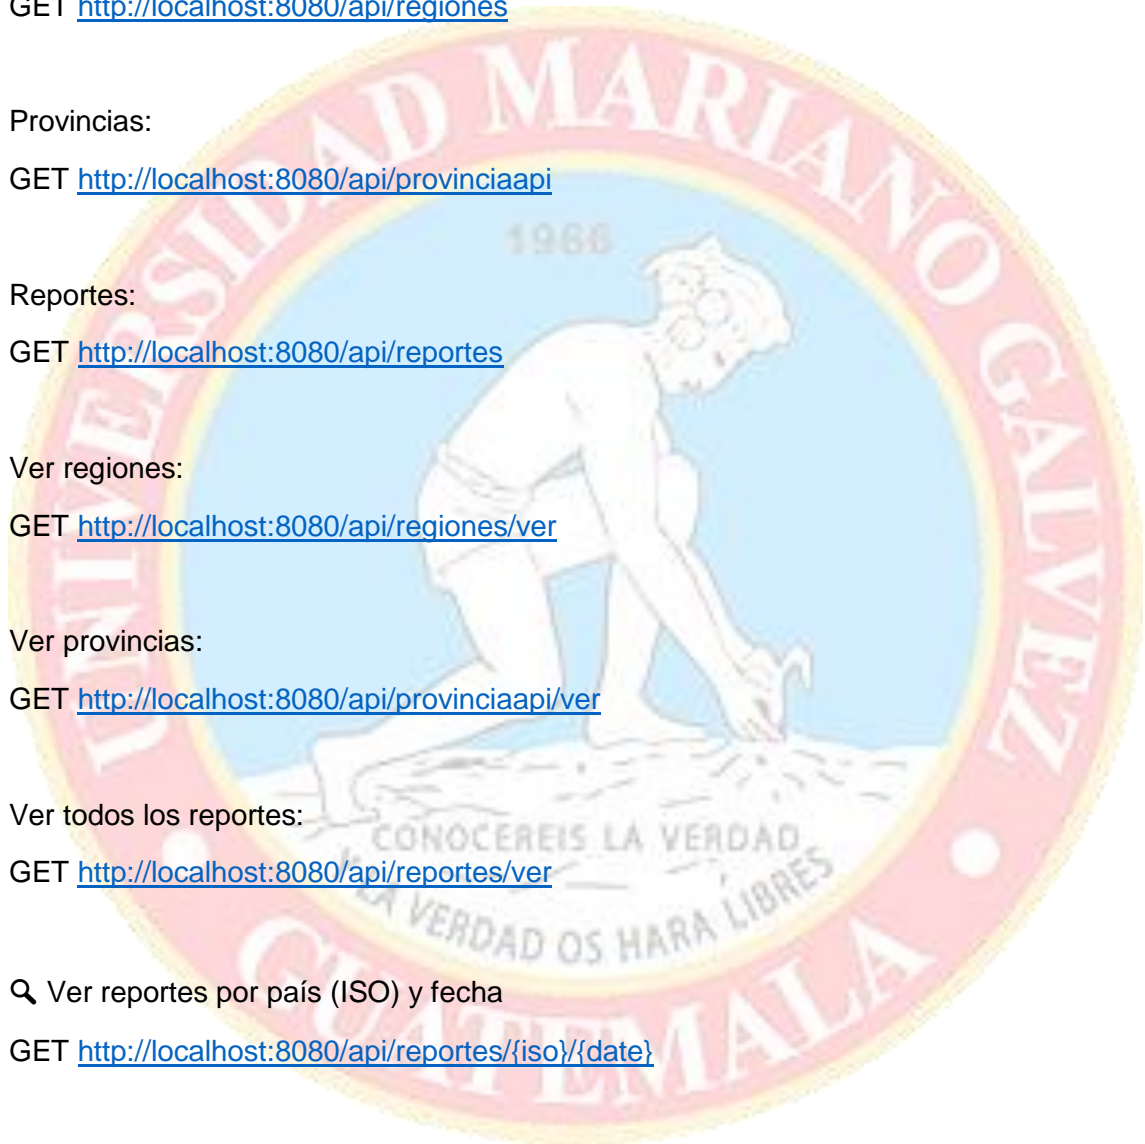 GET http://localhost:8080/api/regiones
Provincias:
GET http://localhost:8080/api/provinciaapi
Reportes:
GET http://localhost:8080/api/reportes
Ver regiones:
GET http://localhost:8080/api/regiones/ver
Ver provincias:
GET http://localhost:8080/api/provinciaapi/ver
Ver todos los reportes:
GET http://localhost:8080/api/reportes/ver
🔍 Ver reportes por país (ISO) y fecha
GET http://localhost:8080/api/reportes/{iso}/{date}
UNIVERSIDAD MARIANO GALVEZ
1966
CONOCEREIS LA VERDAD
Y LA VERDAD OS HARA LIBRES
GUATEMALA